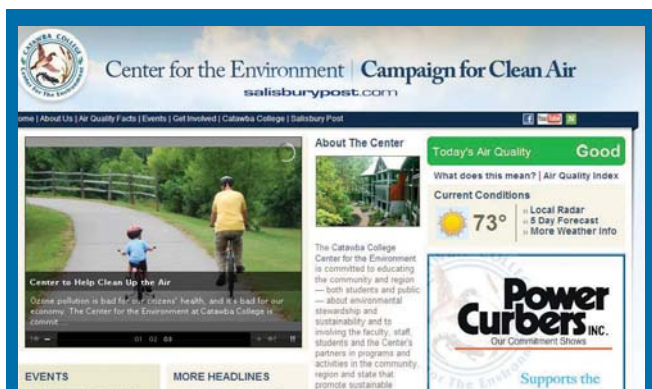 CATAWBA COLLEGE
Center for the Environment | Campaign for Clean Air
salisburypost.com
ome | About Us | Air Quality Facts | Events | Get Involved | Catawba College | Salisbury Post
Center to Help Clean Up the Air
Ozone pollution is bad for our citizens' health, and it's bad for our
economy. The Center for the Environment at Catawba College is
commit ...
01 02 03
EVENTS
MORE HEADLINES
About The Center
The Catawba College
Center for the Environment
is committed to educating
the community and region
— both students and public
— about environmental
stewardship and
sustainability and to
involving the faculty, staff,
students and the Center's
partners in programs and
activities in the community,
region and state that
promote sustainable
Today's Air Quality Good
What does this mean? | Air Quality Index
Current Conditions
73°
Local Radar
5 Day Forecast
More Weather Info
Power
Curbers INC.
Our Commitment Shows
Supports the